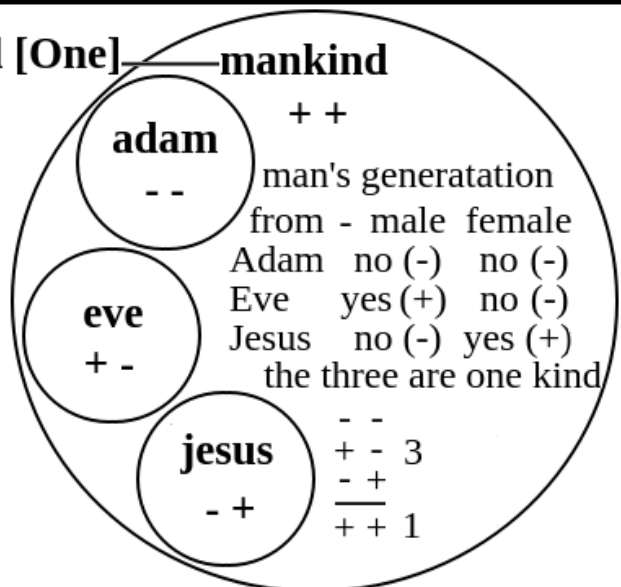 [One] mankind
+ +
adam
- -
man's generatation
from - male female
Adam no (-) no (-)
Eve yes (+) no (-)
Jesus no (-) yes (+)
the three are one kind
eve
+ -
jesus
- +
- -
+ - 3
- +
+ + 1